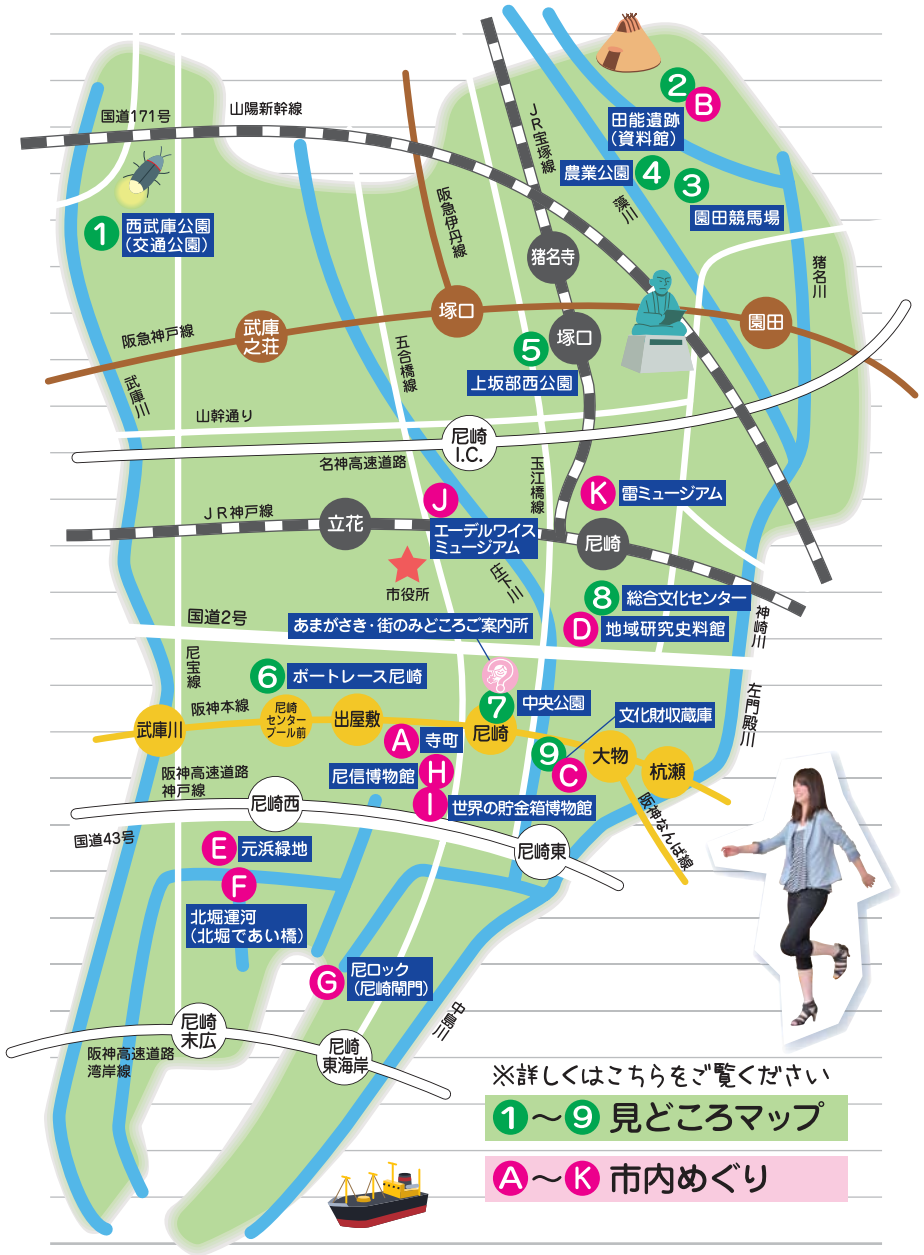 国道171号
山陽新幹線
JR宝塚線
2
B
田能遺跡
(資料館)
農業公園
4
3
園田競馬場
藻川
猪名川
阪急伊丹線
1
西武庫公園
(交通公園)
猪名寺
塚口
武庫
之荘
阪急神戸線
塚口
園田
5
上坂部西公園
武庫川
五合橋線
山幹通り
尼崎
I.C.
名神高速道路
玉江橋線
K
雷ミュージアム
J
エーデルワイス
ミュージアム
JR神戸線
立花
尼崎
市役所
庄下川
8
総合文化センター
D
地域研究史料館
神崎川
国道2号
あまがさき・街のみどころご案内所
尼宝線
6
ボートレース尼崎
7
中央公園
左門殿川
阪神本線
武庫川
尼崎
センター
プール前
出屋敷
尼崎
文化財収蔵庫
A
寺町
9
C
大物
杭瀬
尼信博物館
H
I
世界の貯金箱博物館
阪神高速道路
神戸線
尼崎西
阪神なんば線
国道43号
尼崎東
E
元浜緑地
F
北堀運河
(北堀であい橋)
G
尼ロック
(尼崎閘門)
中島川
尼崎
末広
尼崎
東海岸
阪神高速道路
湾岸線
※詳しくはこちらをご覧ください
1～9 見どころマップ
A～K 市内めぐり